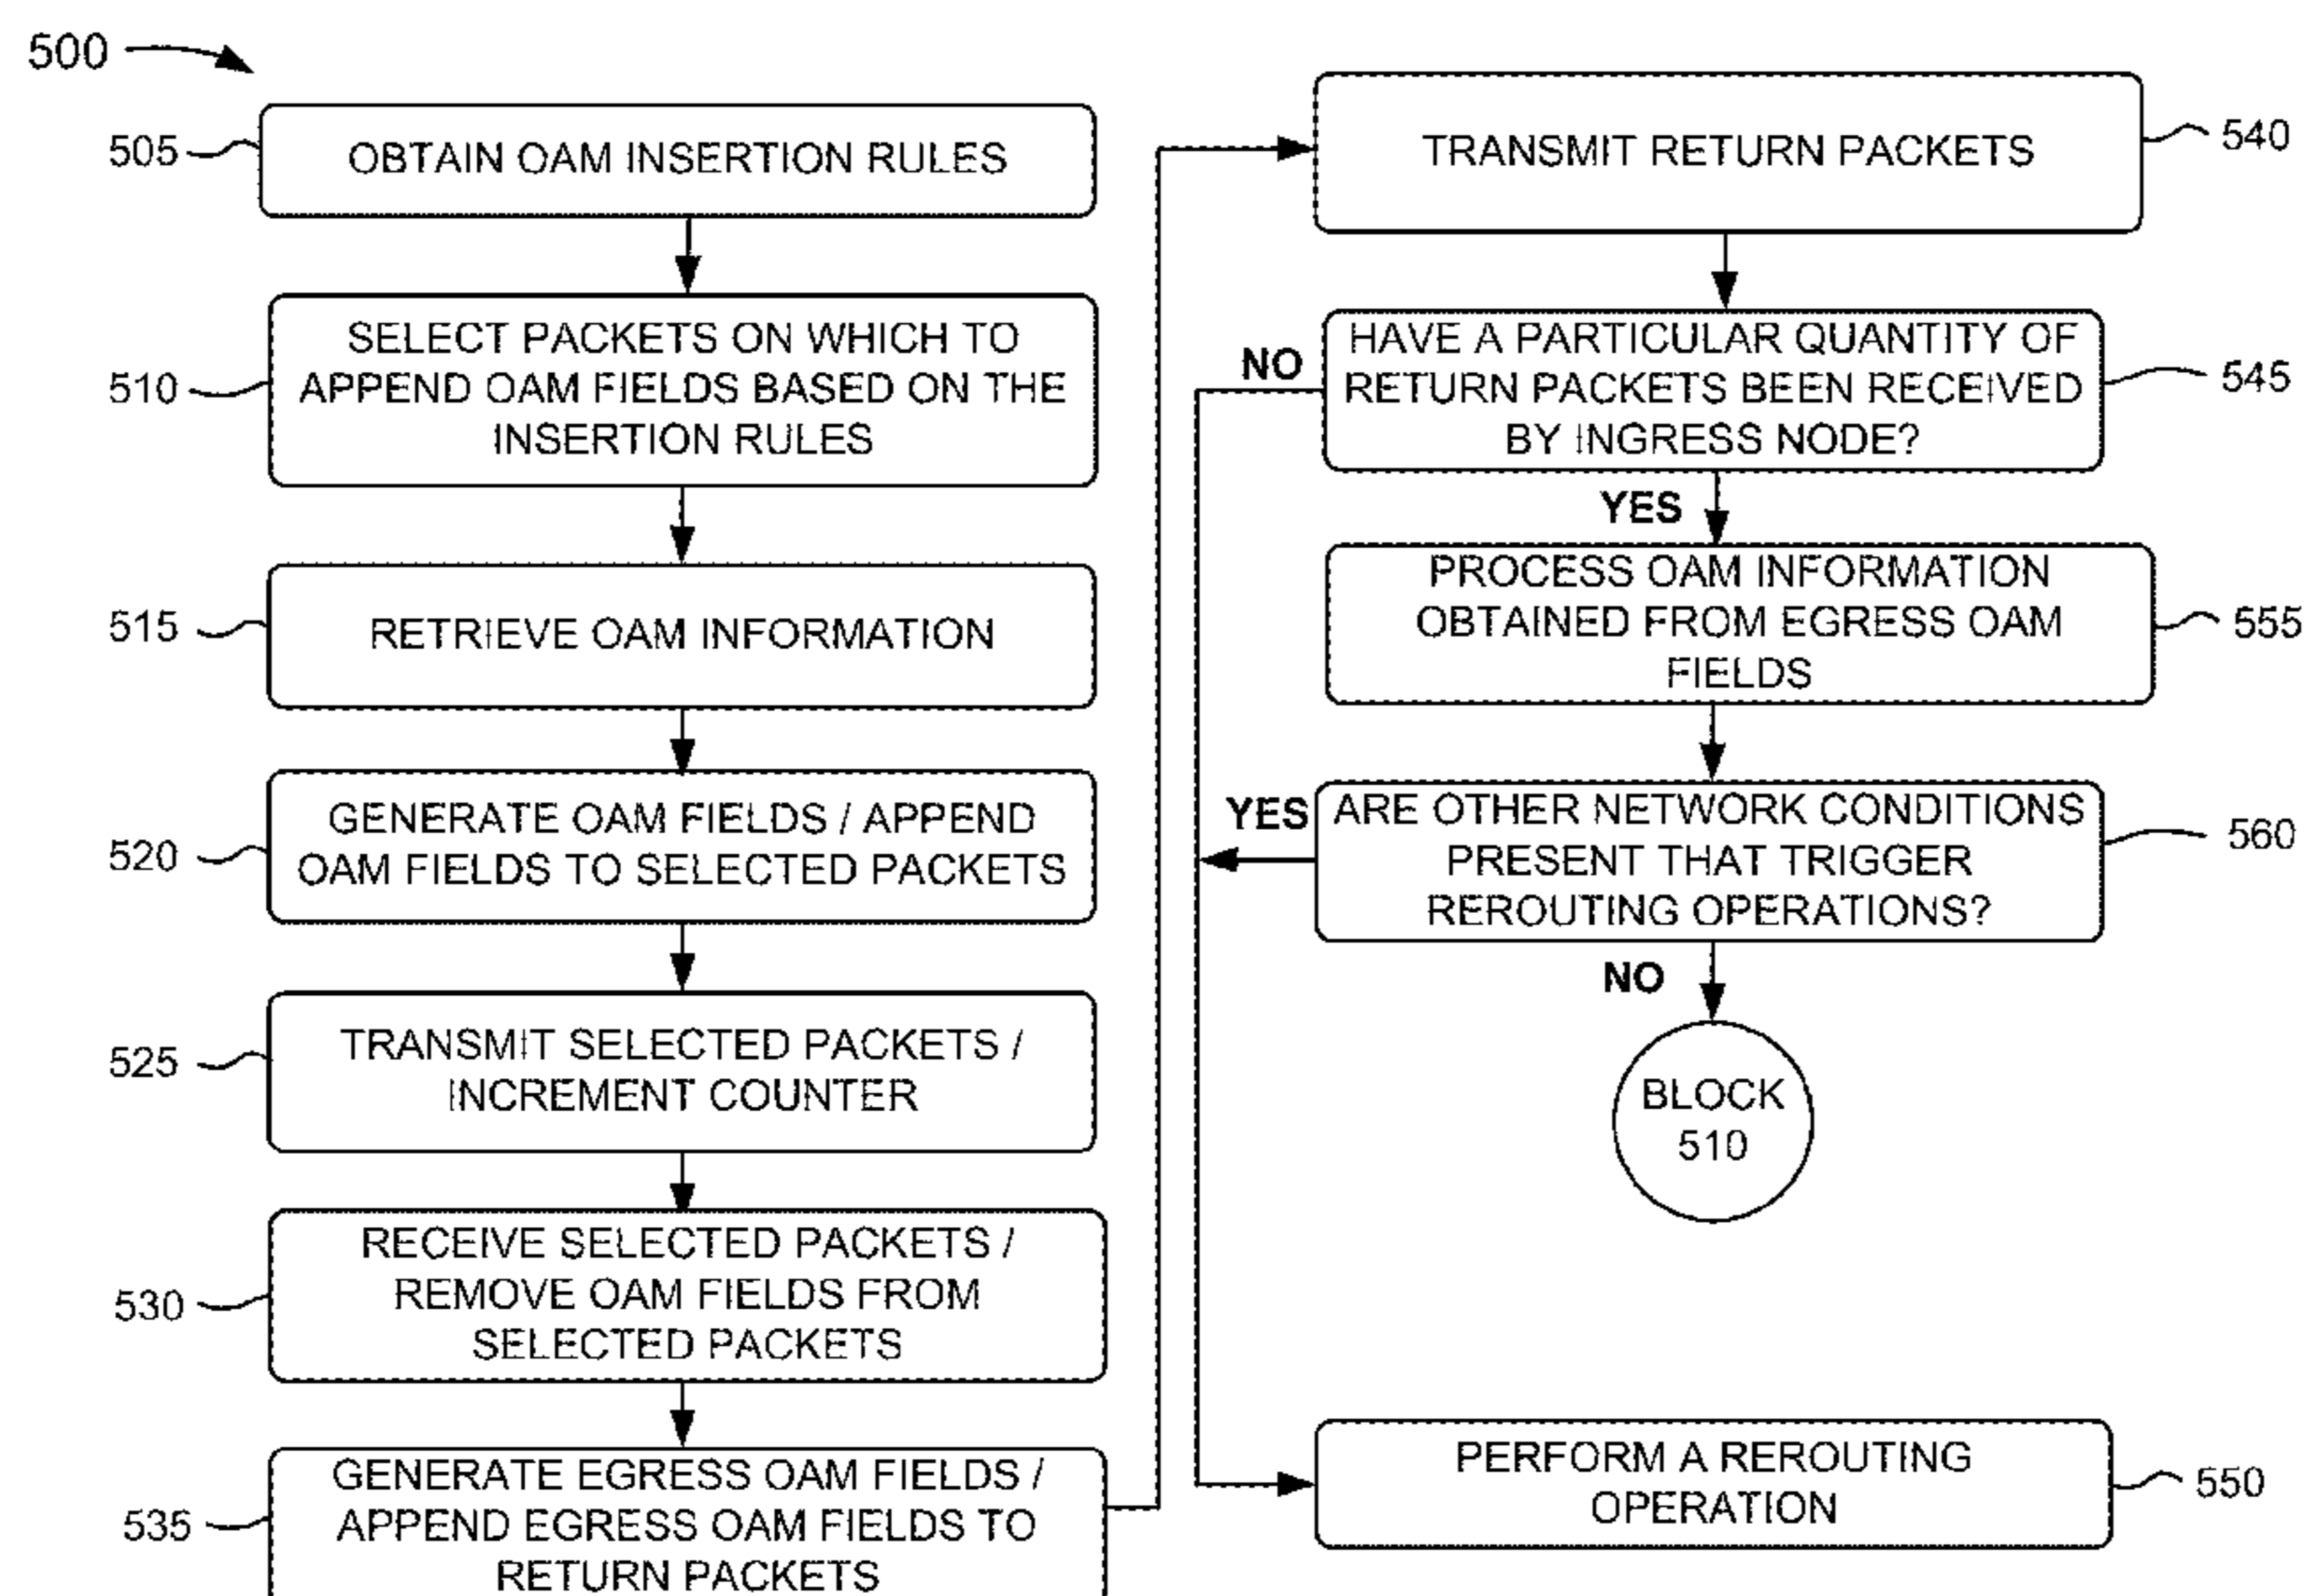 500
505
OBTAIN OAM INSERTION RULES
510
SELECT PACKETS ON WHICH TO
APPEND OAM FIELDS BASED ON THE
INSERTION RULES
515
RETRIEVE OAM INFORMATION
520
GENERATE OAM FIELDS / APPEND
OAM FIELDS TO SELECTED PACKETS
525
TRANSMIT SELECTED PACKETS /
INCREMENT COUNTER
530
RECEIVE SELECTED PACKETS /
REMOVE OAM FIELDS FROM
SELECTED PACKETS
535
GENERATE EGRESS OAM FIELDS /
APPEND EGRESS OAM FIELDS TO
RETURN PACKETS
TRANSMIT RETURN PACKETS
540
NO
HAVE A PARTICULAR QUANTITY OF
RETURN PACKETS BEEN RECEIVED
BY INGRESS NODE?
545
YES
PROCESS OAM INFORMATION
OBTAINED FROM EGRESS OAM
FIELDS
555
YES
ARE OTHER NETWORK CONDITIONS
PRESENT THAT TRIGGER
REROUTING OPERATIONS?
560
NO
BLOCK
510
PERFORM A REROUTING
OPERATION
550